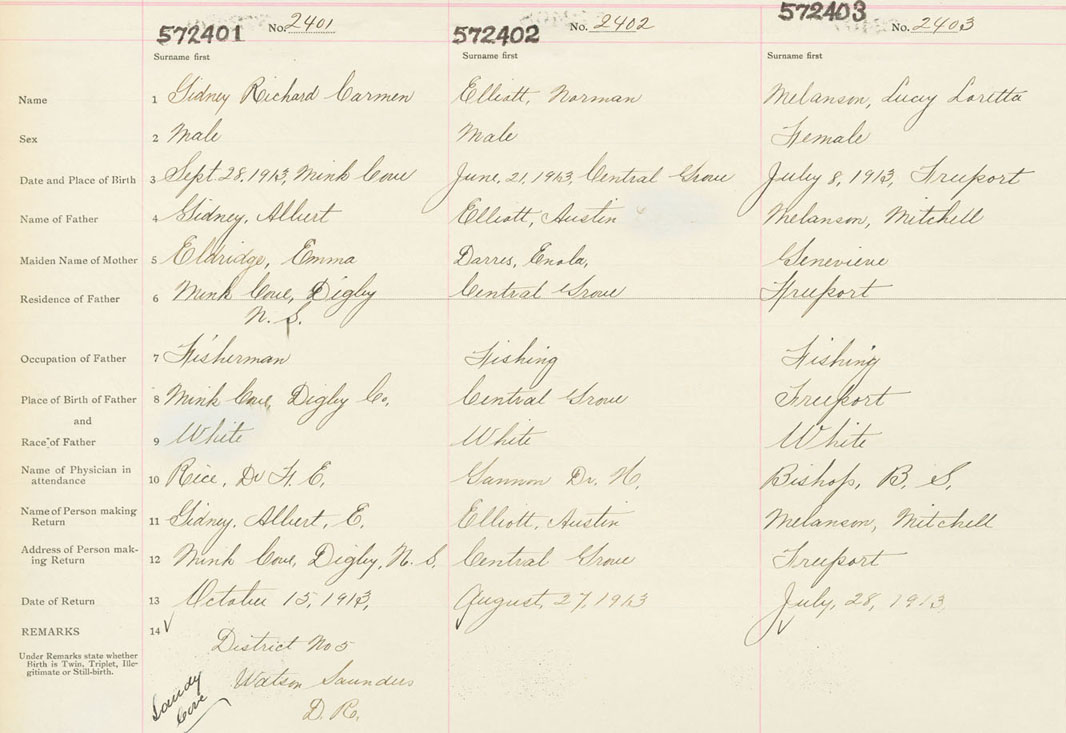 572401 No. 2401 572402 No. 2402 572403 No. 2403
Surname first Surname first Surname first
Name 1 Gidney Richard Carmen Elliott, Norman Melanson, Lucy Loretta
Sex 2 Male Male Female
Date and Place of Birth 3 Sept. 28, 1913, Mink Cove June, 21, 1913, Central Grove July 8, 1913, Freeport
Name of Father 4 Gidney, Albert Elliott, Austin Melanson, Mitchell
Maiden Name of Mother 5 Eldridge, Emma Darres, Enola, Genevieve
Residence of Father 6 Mink Cove, Digby Central Grove Freeport
N. S.
Occupation of Father 7 Fisherman Fishing Fishing
Place of Birth of Father 8 Mink Cove, Digby Co, Central Grove Freeport
and
Race of Father 9 White White White
Name of Physician in
attendance 10 Rice, Dr F. E. Gannon Dr. H. Bishop, B. S.
Name of Person making
Return 11 Gidney, Albert, E. Elliott, Austin Melanson, Mitchell
Address of Person mak-
ing Return 12 Mink Cove, Digby, N. S. Central Grove Freeport
Date of Return 13 October 15, 1913, August, 27, 1913 July, 28, 1913
REMARKS 14
Under Remarks state whether
Birth is Twin, Triplet, Ille-
gitimate or Still-birth.
District No 5
Watson Saunders
D. R.
Sandy
Cove